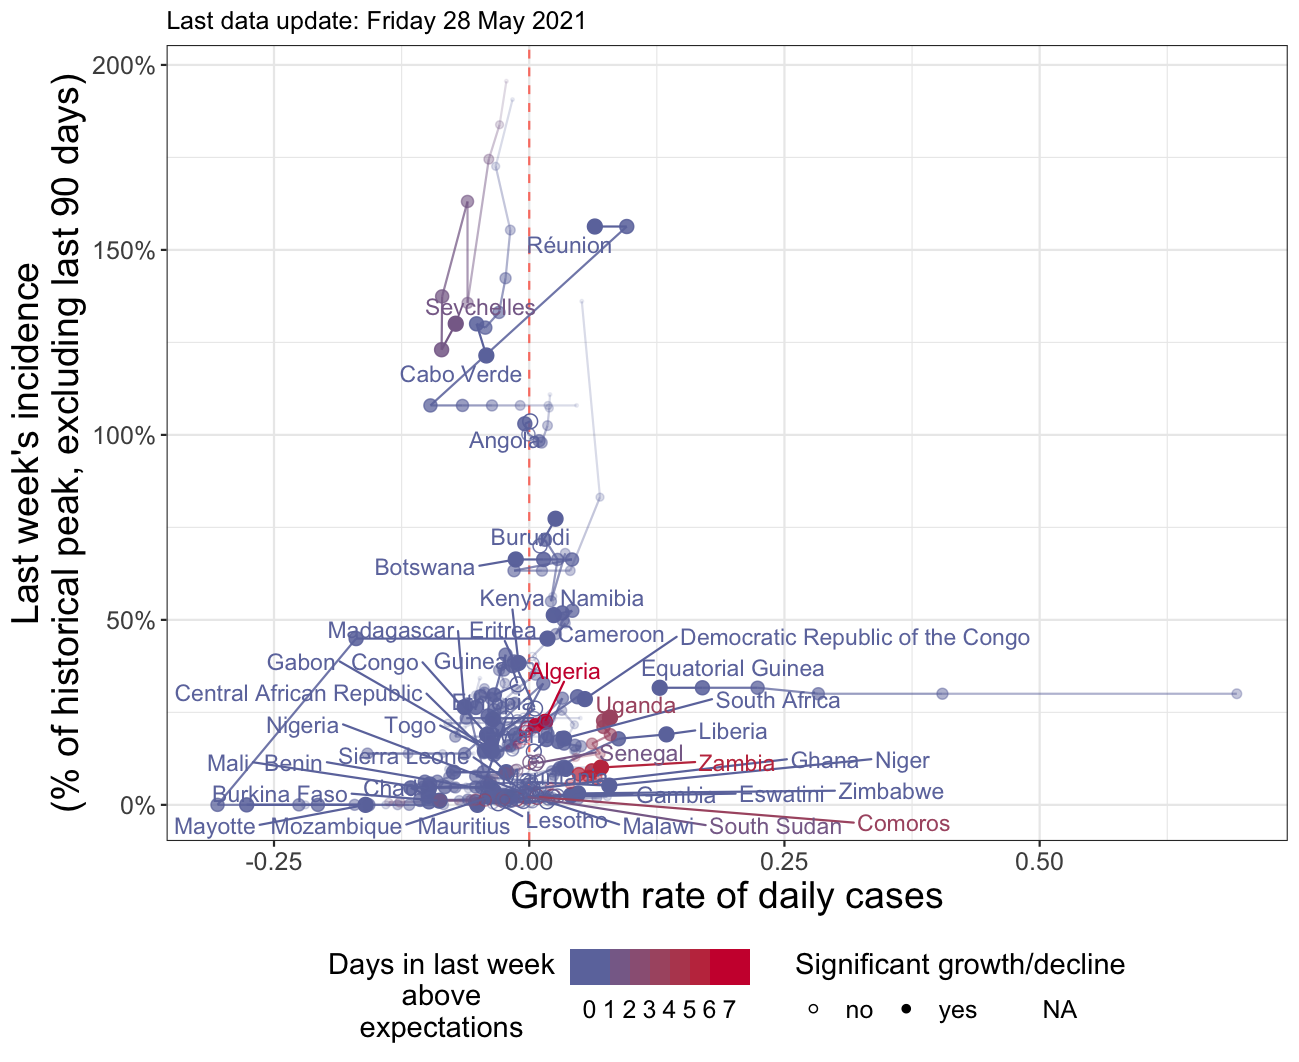 Last data update: Friday 28 May 2021
Last week's incidence
(% of historical peak, excluding last 90 days)
200%
150%
100%
50%
0%
Réunion
Seychelles
Cabo Verde
Angola
Burundi
Botswana
Kenya Namibia
Madagascar Eritrea Cameroon Democratic Republic of the Congo
Gabon Congo Guinea Algeria Equatorial Guinea
Central African Republic Ethiopia Uganda South Africa
Nigeria Togo Liberia
Mali Benin Sierra Leone Senegal Zambia Ghana Niger
Burkina Faso Chad Gambia Eswatini Zimbabwe
Mayotte Mozambique Mauritius Lesotho Malawi South Sudan Comoros
-0.25 0.00 0.25 0.50
Growth rate of daily cases
Days in last week
above
expectations
0 1 2 3 4 5 6 7
Significant growth/decline
no yes NA